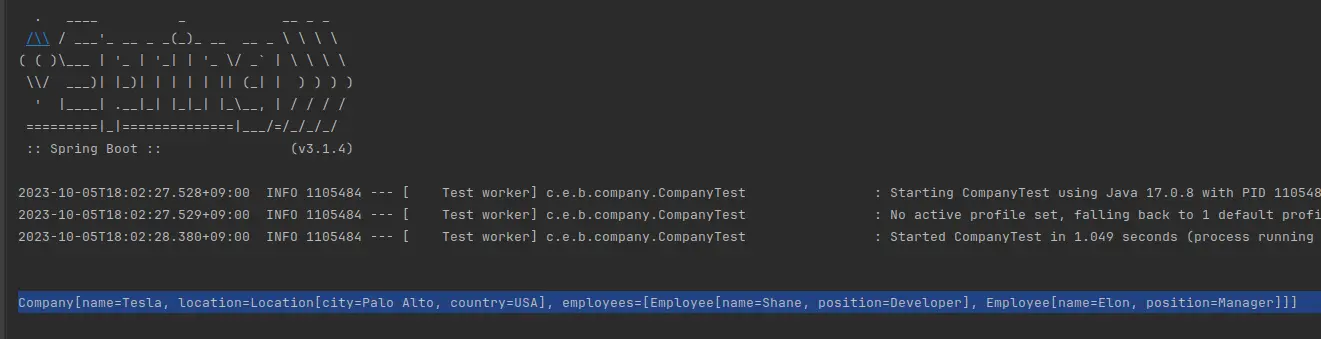 .   ____          _            __ _ _
 /\\ / ___'_ __ _ _(_)_ __  __ _ \ \ \ \
( ( )\___ | '_ | '_| | '_ \/ _` | \ \ \ \
 \\/  ___)| |_)| | | | | || (_| |  ) ) ) )
  '  |____| .__|_| |_|_| |_\__, | / / / /
 =========|_|==============|___/=/_/_/_/
 :: Spring Boot ::                (v3.1.4)
2023-10-05T18:02:27.528+09:00  INFO 1105484 --- [    Test worker] c.e.b.company.CompanyTest                : Starting CompanyTest using Java 17.0.8 with PID 110548
2023-10-05T18:02:27.529+09:00  INFO 1105484 --- [    Test worker] c.e.b.company.CompanyTest                : No active profile set, falling back to 1 default profi
2023-10-05T18:02:28.380+09:00  INFO 1105484 --- [    Test worker] c.e.b.company.CompanyTest                : Started CompanyTest in 1.049 seconds (process running
Company[name=Tesla, location=Location[city=Palo Alto, country=USA], employees=[Employee[name=Shane, position=Developer], Employee[name=Elon, position=Manager]]]